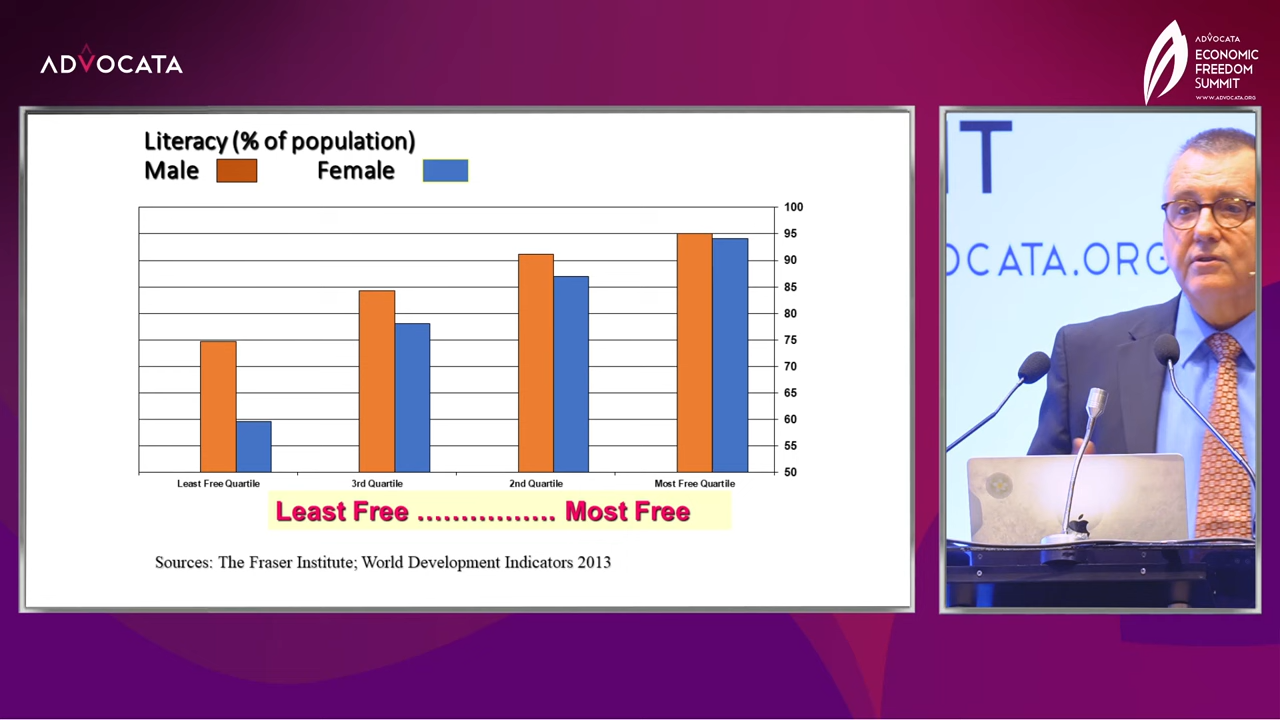 ADVOCATA
ADVOCATA
ECONOMIC
FREEDOM
SUMMIT
WWW.ADVOCATA.ORG
Literacy (% of population)
Male Female
100
95
90
85
80
75
70
65
60
55
50
Least Free Quartile 3rd Quartile 2nd Quartile Most Free Quartile
Least Free ................ Most Free
Sources: The Fraser Institute; World Development Indicators 2013
IT
OCATA.ORG